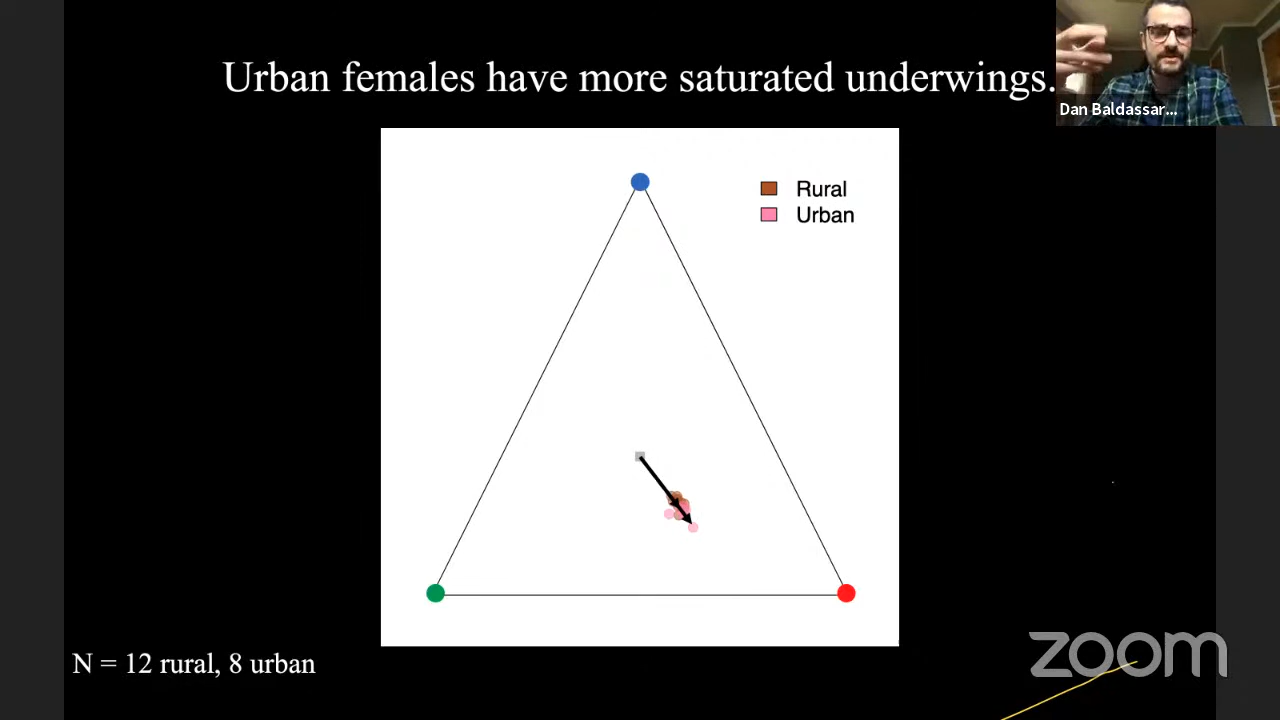 Urban females have more saturated underwings.
Dan Baldassar...
Rural
Urban
N = 12 rural, 8 urban
zoom